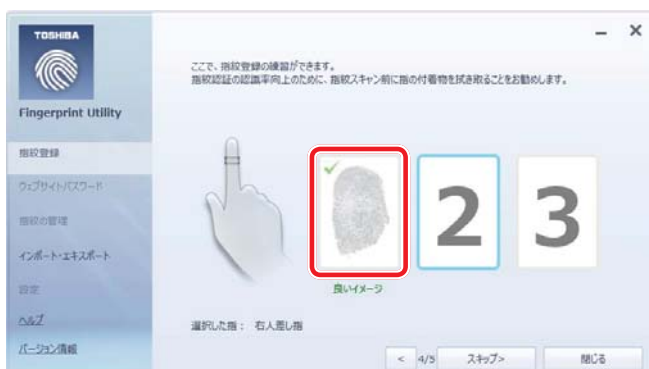 TOSHIBA
Fingerprint Utility
指紋登録
ウェブサイトパスワード
指紋の管理
インポート・エキスポート
設定
ヘルプ
バージョン情報
ここで、指紋登録の練習ができます。
指紋認証の認識率向上のために、指紋スキャン前に指の付着物を拭き取ることをお勧めします。
2
3
良いイメージ
選択した指： 右人差し指
< 4/5 スキップ> 閉じる